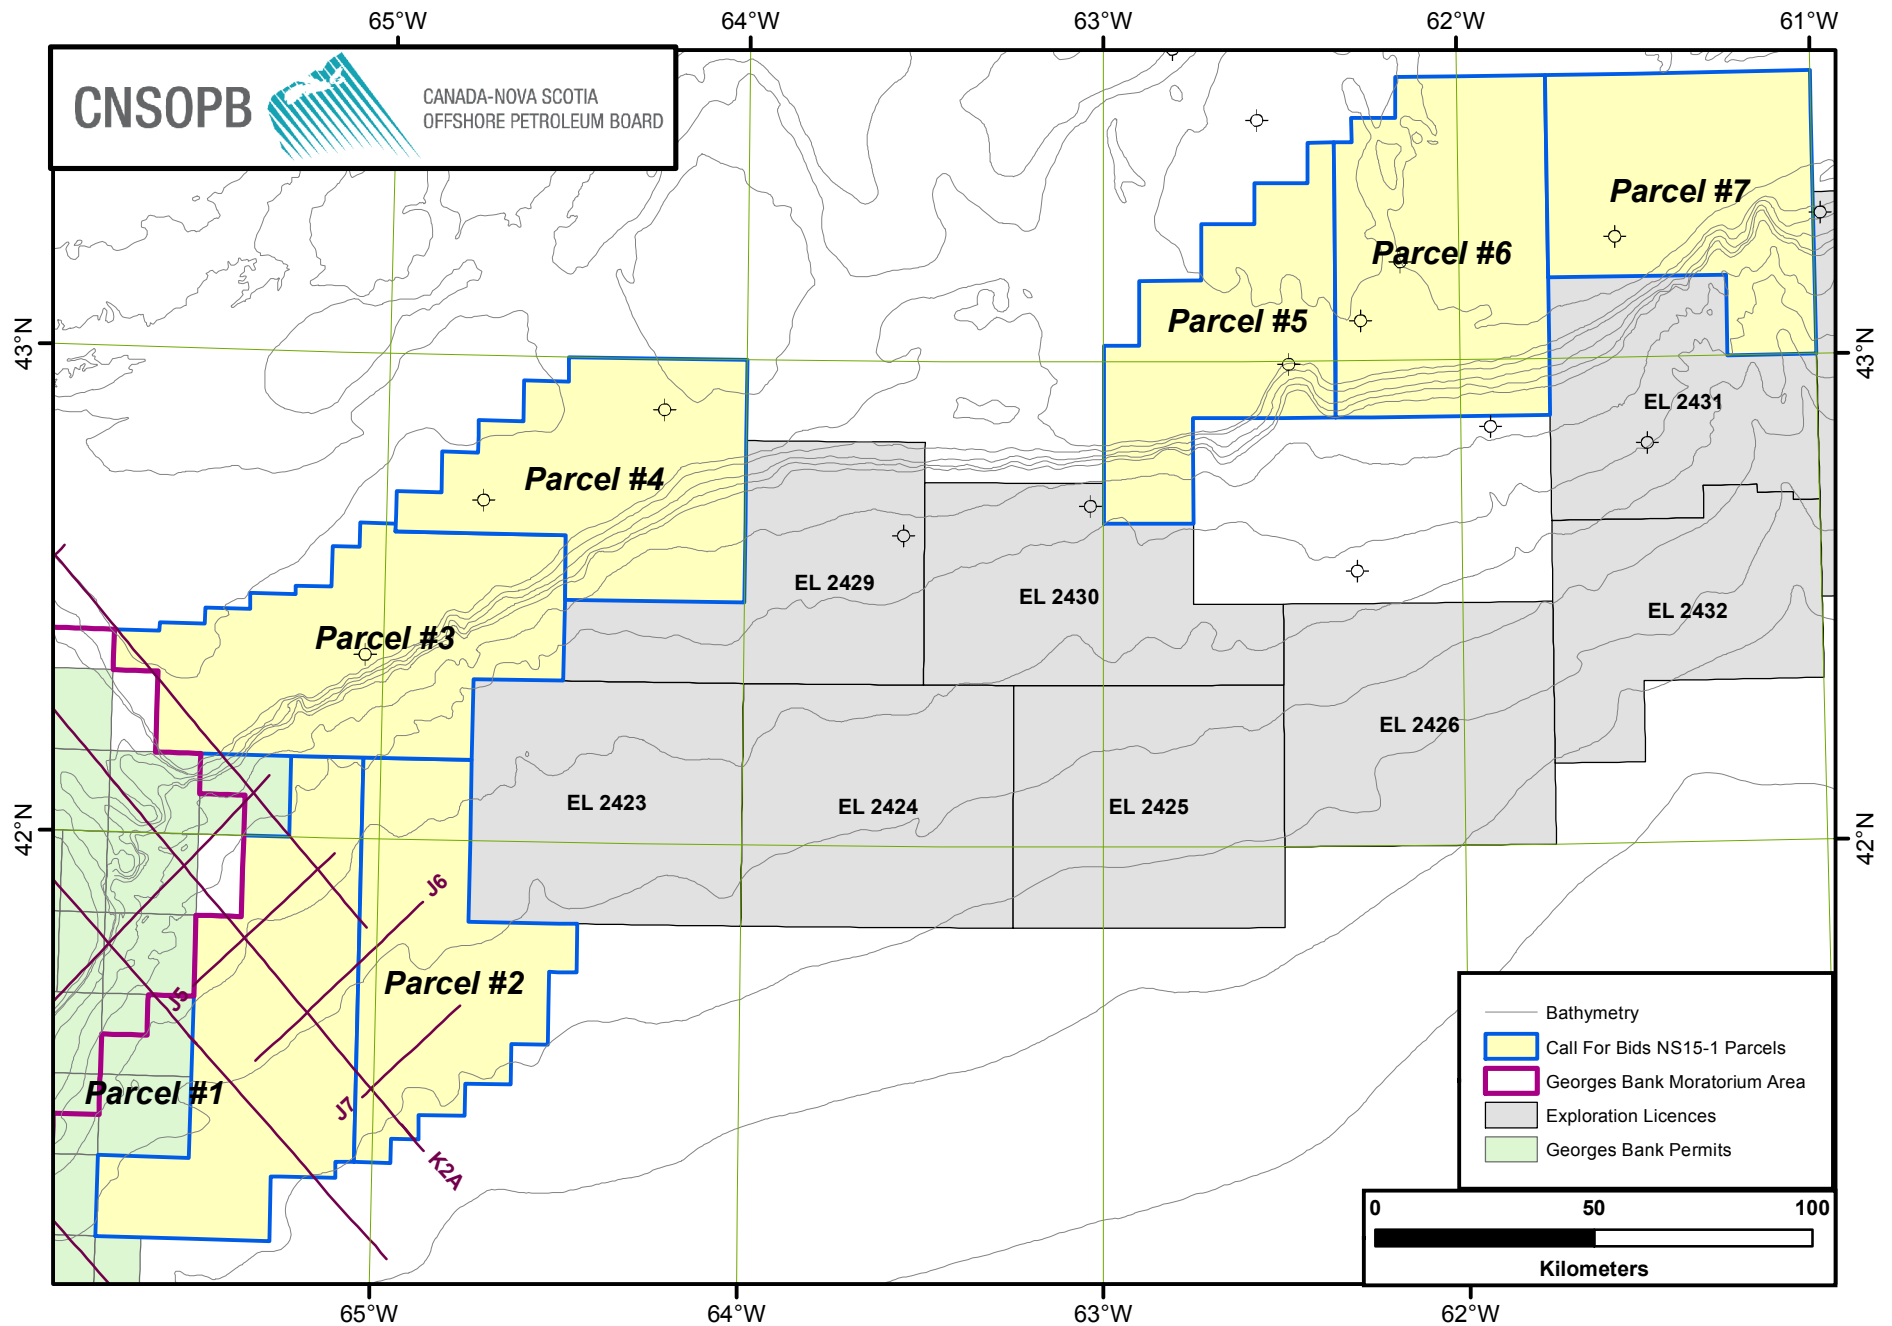 65°W
64°W
63°W
62°W
61°W
CNSOPB
CANADA-NOVA SCOTIA
OFFSHORE PETROLEUM BOARD
Parcel #7
Parcel #6
Parcel #5
43°N
43°N
EL 2431
Parcel #4
EL 2429
EL 2430
EL 2432
Parcel #3
EL 2426
EL 2423
EL 2424
EL 2425
42°N
42°N
J6
Parcel #2
J5
Parcel #1
J7
K2A
Bathymetry
Call For Bids NS15-1 Parcels
Georges Bank Moratorium Area
Exploration Licences
Georges Bank Permits
0 50 100
Kilometers
65°W
64°W
63°W
62°W